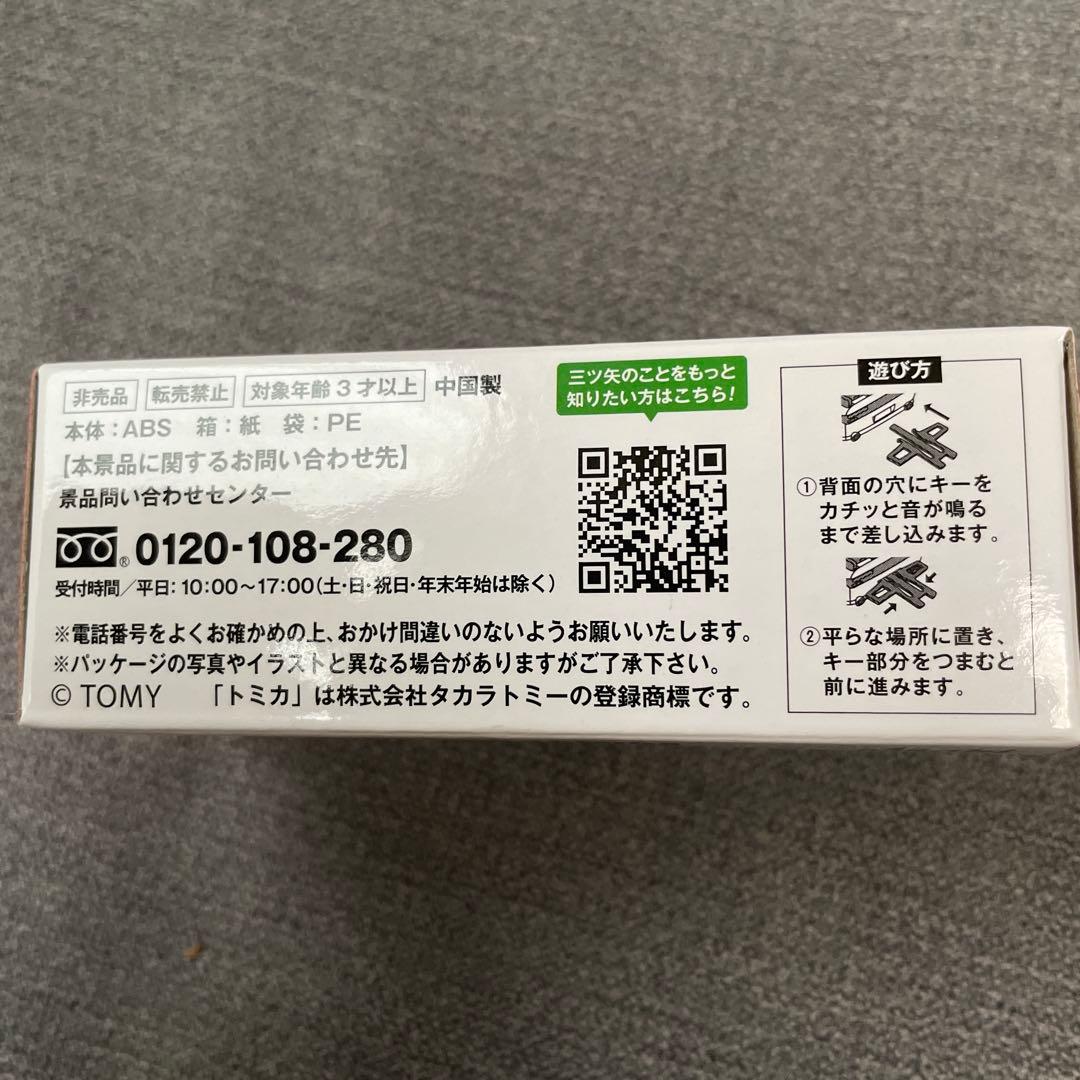 非売品 転売禁止 対象年齢3才以上 中国製
本体：ABS 箱：紙 袋：PE
【本景品に関するお問い合わせ先】
景品問い合わせセンター
® 0120-108-280
受付時間／平日：10:00～17:00（土・日・祝日・年末年始は除く）
※電話番号をよくお確かめの上、おかけ間違いのないようお願いいたします。
※パッケージの写真やイラストと異なる場合がありますがご了承下さい。
© TOMY 「トミカ」は株式会社タカラトミーの登録商標です。
三ツ矢のことをもっと
知りたい方はこちら！
遊び方
①背面の穴にキーを
カチッと音が鳴る
まで差し込みます。
②平らな場所に置き、
キー部分をつまむと
前に進みます。